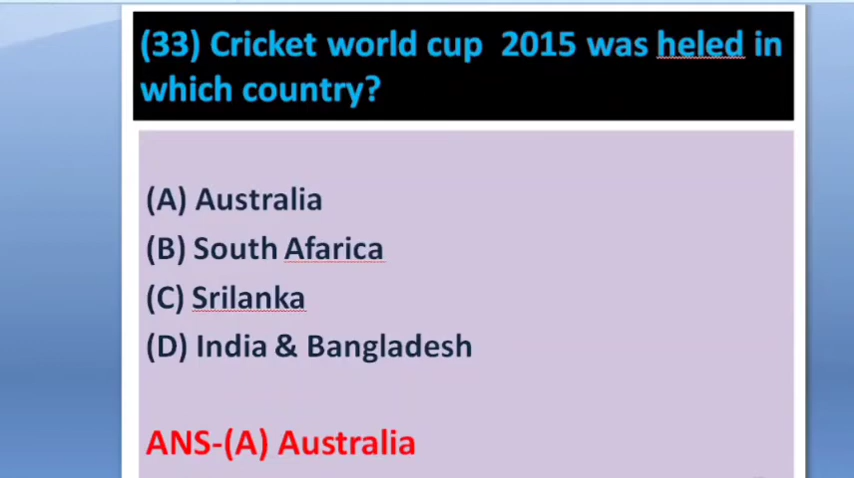 (33) Cricket world cup 2015 was heled in
which country?
(A) Australia
(B) South Afarica
(C) Srilanka
(D) India & Bangladesh
ANS-(A) Australia